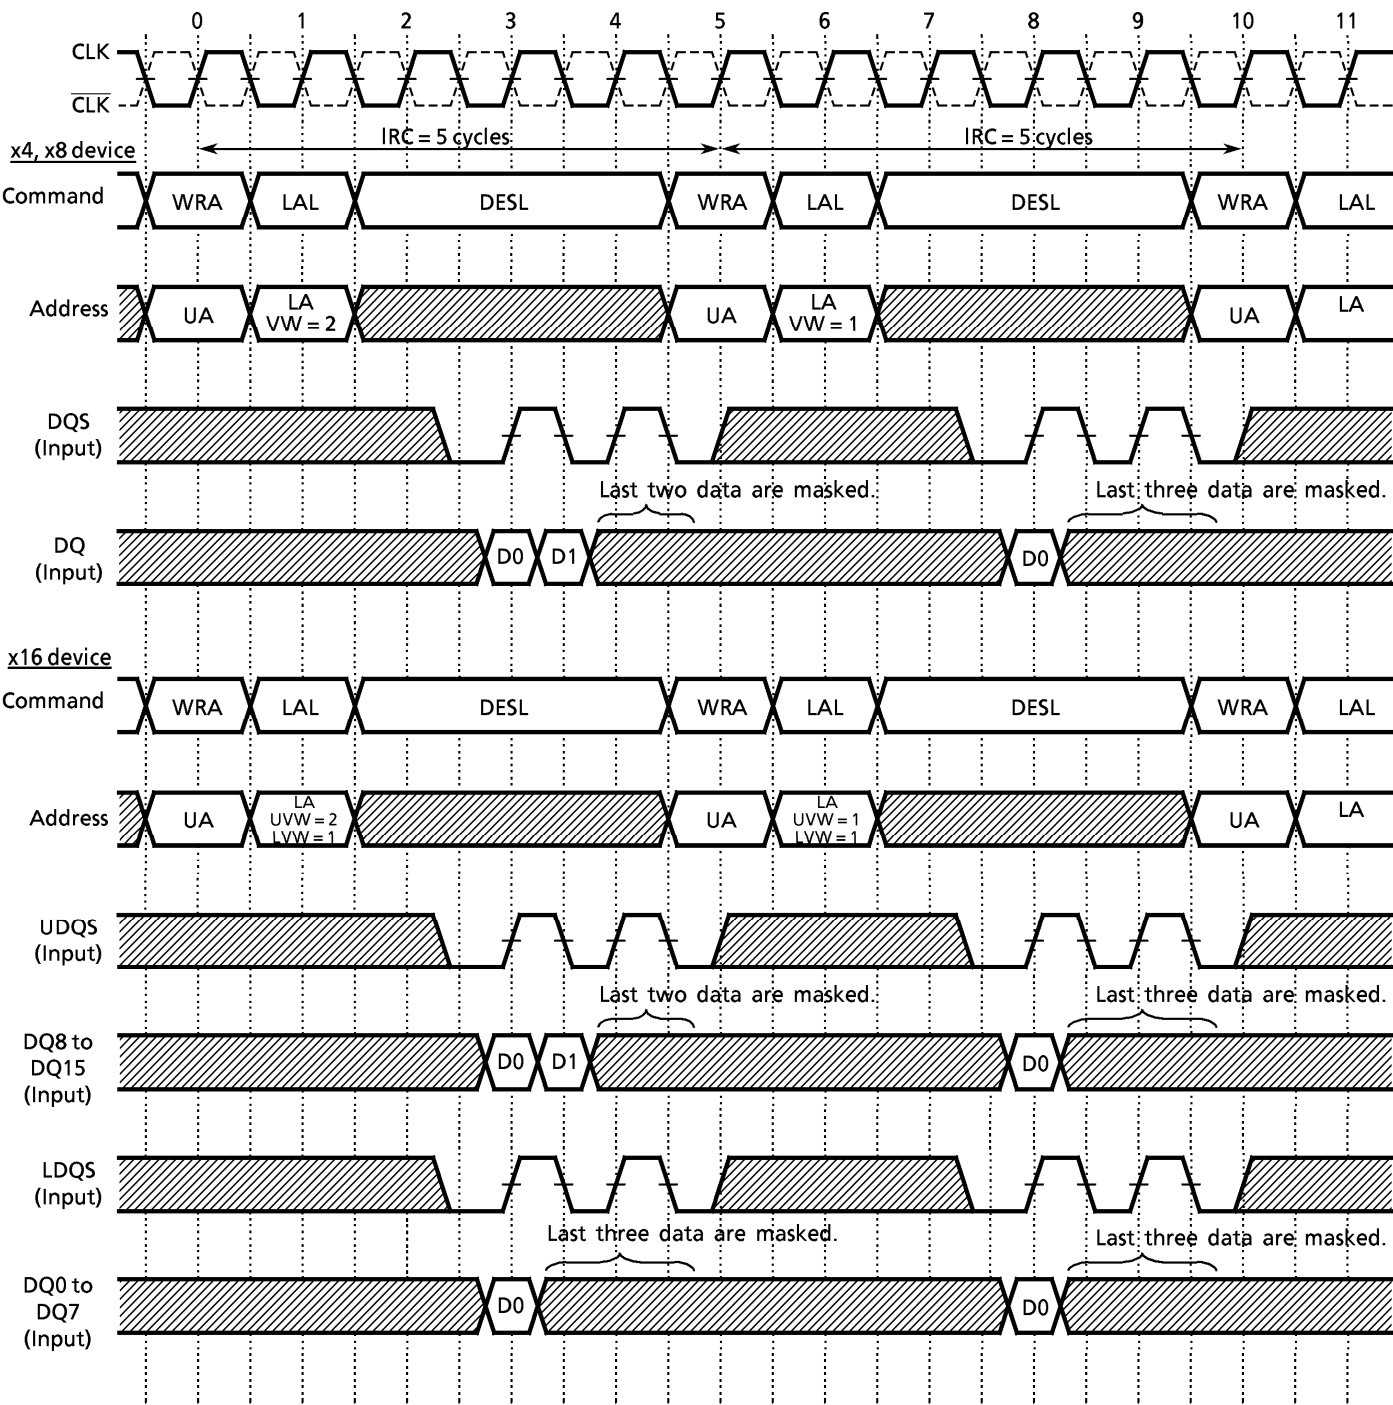 0 1 2 3 4 5 6 7 8 9 10 11
CLK
CLK
lRC = 5 cycles lRC = 5 cycles
x4, x8 device
Command WRA LAL DESL WRA LAL DESL WRA LAL
Address UA LA VW = 2 UA LA VW = 1 UA LA
DQS
(Input)
Last two data are masked. Last three data are masked.
DQ
(Input)
D0 D1 D0
x16 device
Command WRA LAL DESL WRA LAL DESL WRA LAL
Address UA LA UVW = 2 LVW = 1 UA LA UVW = 1 LVW = 1 UA LA
UDQS
(Input)
Last two data are masked. Last three data are masked.
DQ8 to
DQ15
(Input)
D0 D1 D0
LDQS
(Input)
Last three data are masked. Last three data are masked.
DQ0 to
DQ7
(Input)
D0 D0